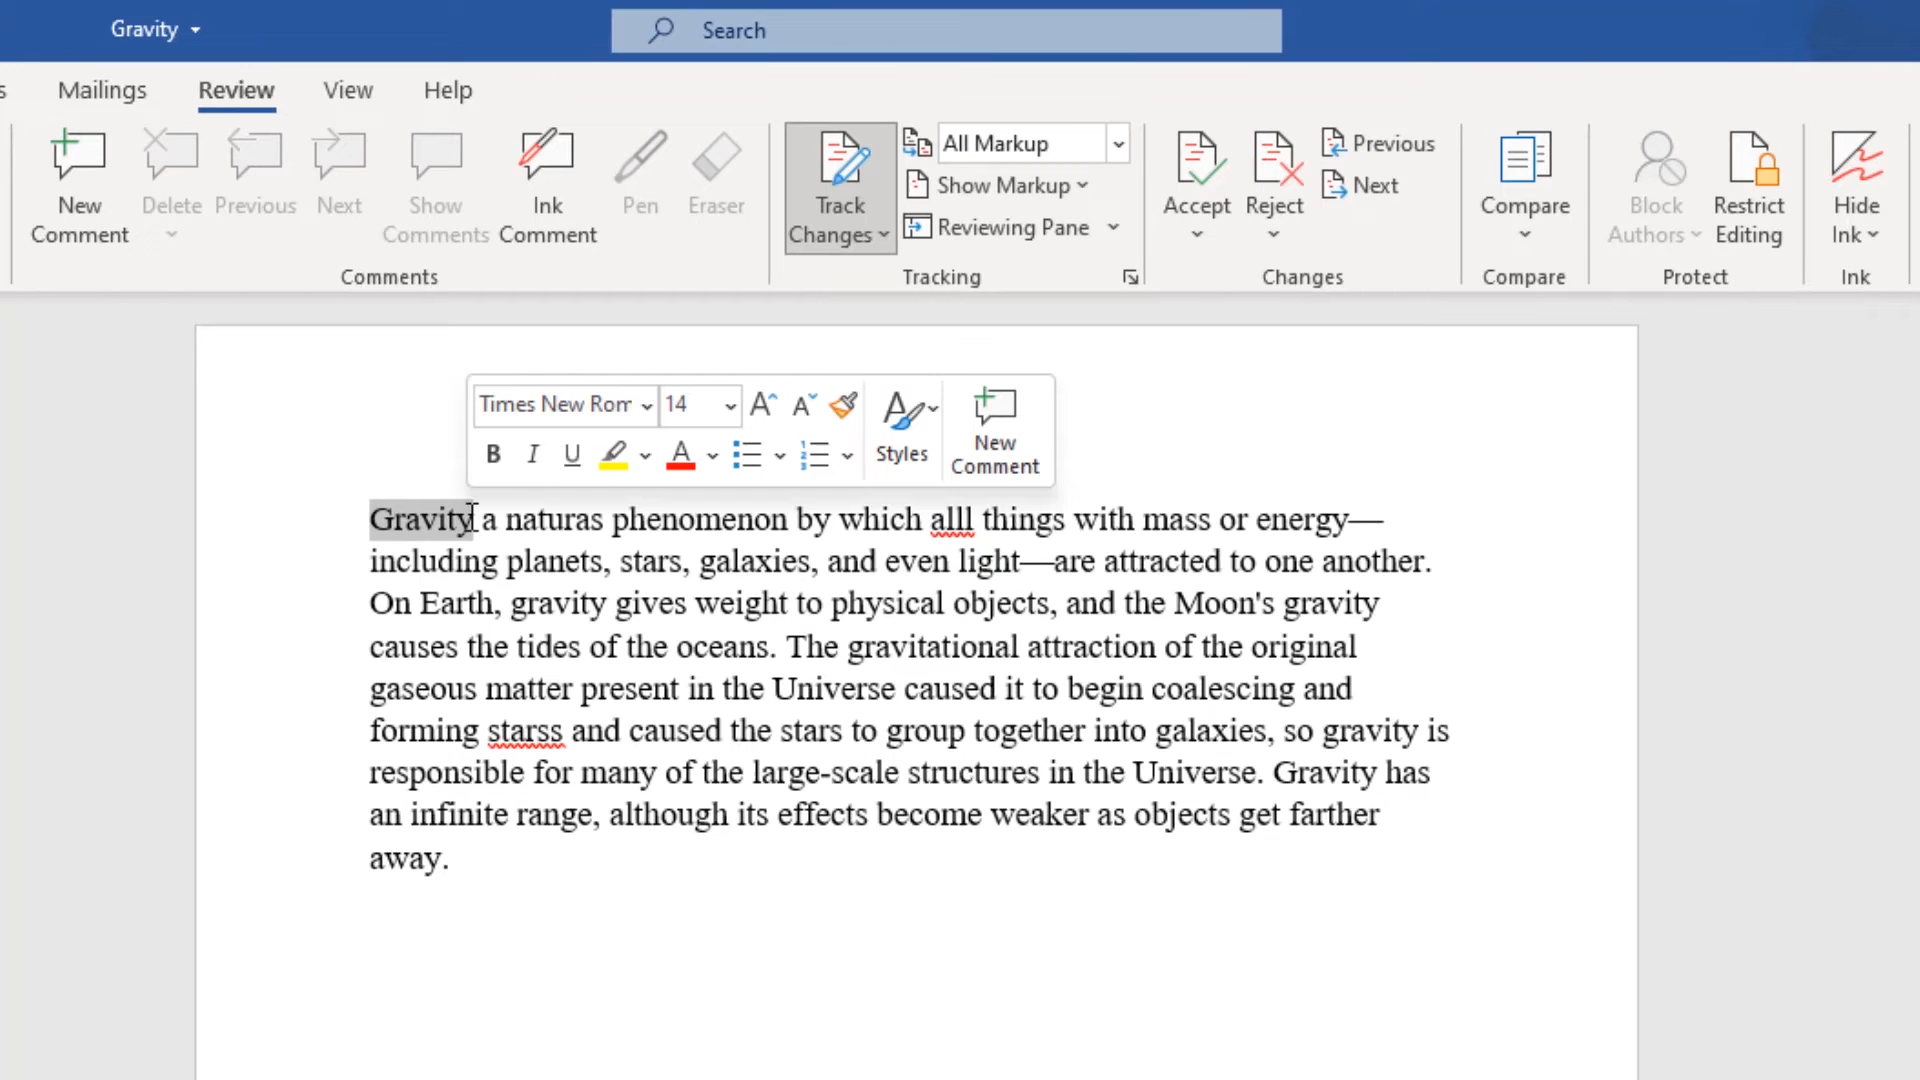 Gravity
Search
s Mailings Review View Help
New Comment
Delete
Previous
Next
Show Comments
Ink Comment
Pen
Eraser
Comments
Track Changes
All Markup
Show Markup
Reviewing Pane
Tracking
Accept
Reject
Previous
Next
Changes
Compare
Compare
Block Authors
Restrict Editing
Protect
Hide Ink
Ink
Times New Rom 14 A A
B I U A
Styles
New Comment
Gravity a naturas phenomenon by which alll things with mass or energy—
including planets, stars, galaxies, and even light—are attracted to one another.
On Earth, gravity gives weight to physical objects, and the Moon's gravity
causes the tides of the oceans. The gravitational attraction of the original
gaseous matter present in the Universe caused it to begin coalescing and
forming starss and caused the stars to group together into galaxies, so gravity is
responsible for many of the large-scale structures in the Universe. Gravity has
an infinite range, although its effects become weaker as objects get farther
away.